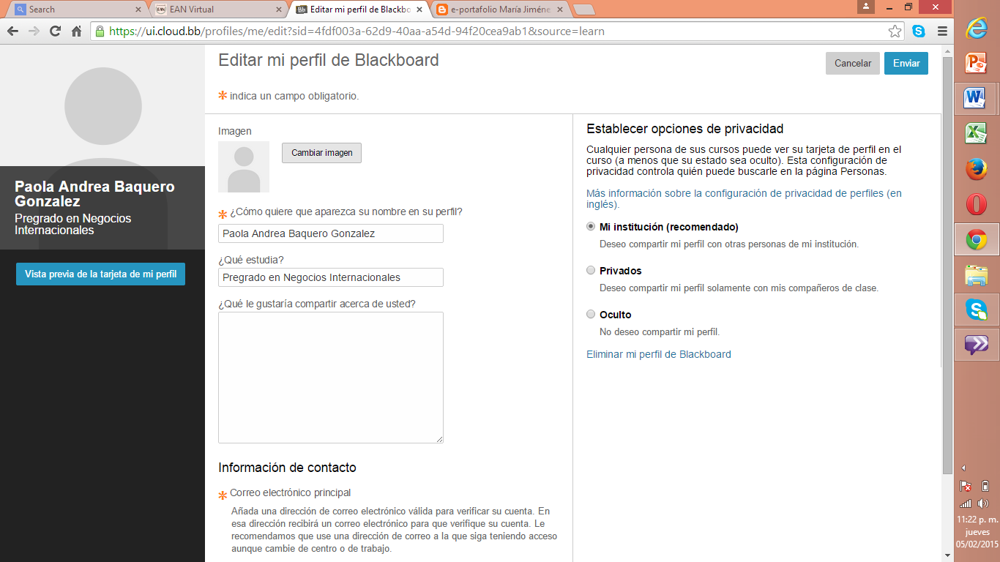 Search
EAN Virtual
Editar mi perfil de Blackbo
e-portafolio María Jiméne
https://ui.cloud.bb/profiles/me/edit?sid=4fdf003a-62d9-40aa-a54d-94f20cea9ab1&source=learn
Paola Andrea Baquero
Gonzalez
Pregrado en Negocios
Internacionales
Vista previa de la tarjeta de mi perfil
Editar mi perfil de Blackboard
Cancelar
Enviar
* indica un campo obligatorio.
Imagen
Cambiar imagen
* ¿Cómo quiere que aparezca su nombre en su perfil?
Paola Andrea Baquero Gonzalez
¿Qué estudia?
Pregrado en Negocios Internacionales
¿Qué le gustaría compartir acerca de usted?
Información de contacto
* Correo electrónico principal
Añada una dirección de correo electrónico válida para verificar su cuenta. En
esa dirección recibirá un correo electrónico para que verifique su cuenta. Le
recomendamos que use una dirección de correo a la que siga teniendo acceso
aunque cambie de centro o de trabajo.
Establecer opciones de privacidad
Cualquier persona de sus cursos puede ver su tarjeta de perfil en el
curso (a menos que su estado sea oculto). Esta configuración de
privacidad controla quién puede buscarle en la página Personas.
Más información sobre la configuración de privacidad de perfiles (en
inglés).
Mi institución (recomendado)
Deseo compartir mi perfil con otras personas de mi institución.
Privados
Deseo compartir mi perfil solamente con mis compañeros de clase.
Oculto
No deseo compartir mi perfil.
Eliminar mi perfil de Blackboard
11:22 p. m.
jueves
05/02/2015